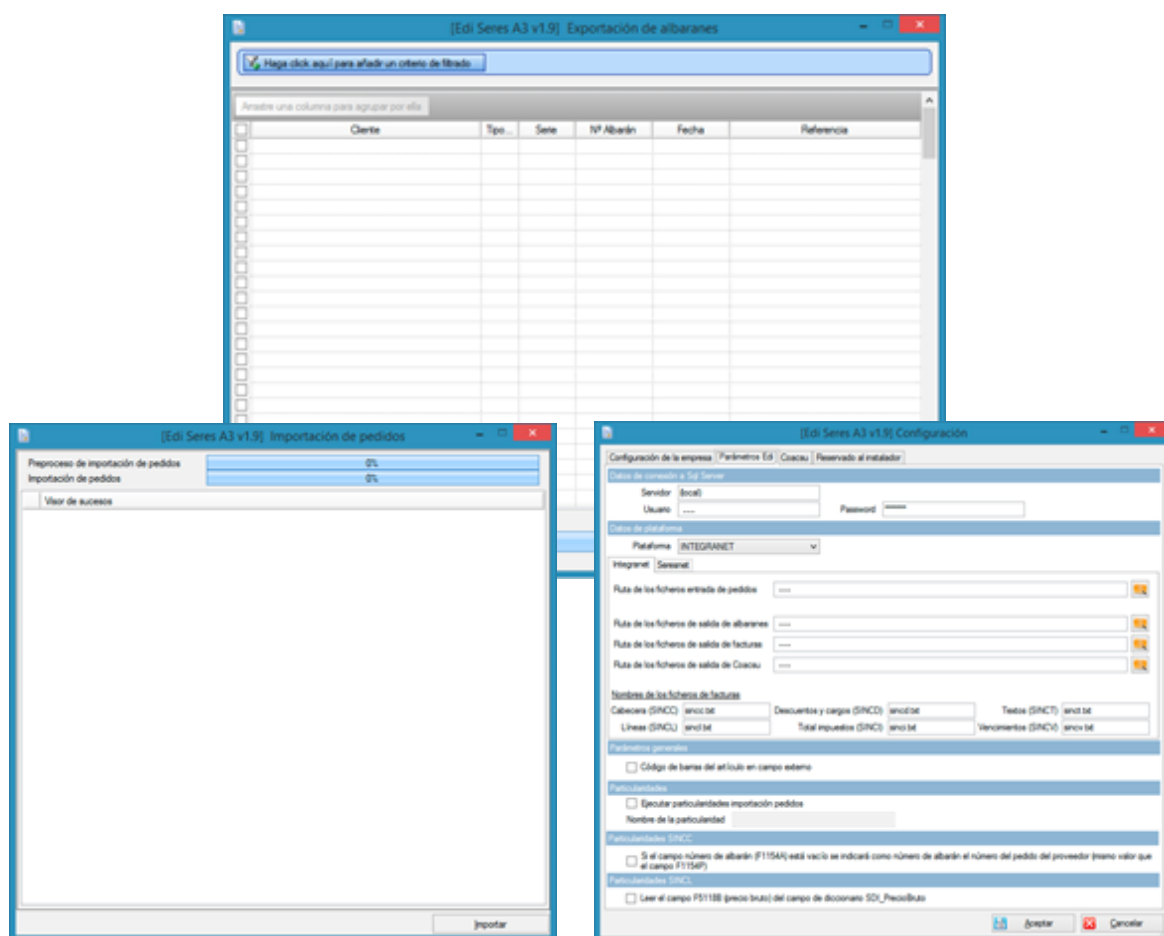 [Edi Seres A3 v1.9] Exportación de albaranes
Haga click aquí para añadir un criterio de filtrado
Arrastre una columna para agrupar por ella
Cliente Tipo... Serie Nº Albarán Fecha Referencia
[Edi Seres A3 v1.9] Importación de pedidos
Preproceso de importación de pedidos 0%
Importación de pedidos 0%
Visor de sucesos
Importar
[Edi Seres A3 v1.9] Configuración
Configuración de la empresa Parámetros Edi Coacsu Reservado al instalador
Datos de conexión a Sql Server
Servidor (local)
Usuario ---- Password *******
Datos de plataforma
Plataforma INTEGRANET
Integranet Seresnet
Ruta de los ficheros entrada de pedidos ----
Ruta de los ficheros de salida de albaranes ----
Ruta de los ficheros de salida de facturas ----
Ruta de los ficheros de salida de Coacsu ----
Nombres de los ficheros de facturas
Cabecera (SINCC) sincc.txt Descuentos y cargos (SINCD) sincd.txt Textos (SINCT) sinct.txt
Líneas (SINCL) sincl.txt Total impuestos (SINCI) sinci.txt Vencimientos (SINCV) sincv.txt
Parámetros generales
Código de barras del artículo en campo externo
Particularidades
Ejecutar particularidades importación pedidos
Nombre de la particularidad
Particularidades SINCC
Si el campo número de albarán (F1154A) está vacío se indicará como número de albarán el número del pedido del proveedor (mismo valor que
el campo F1154P)
Particularidades SINCL
Leer el campo F5118B (precio bruto) del campo de diccionario SDI_PrecioBruto
Aceptar Cancelar